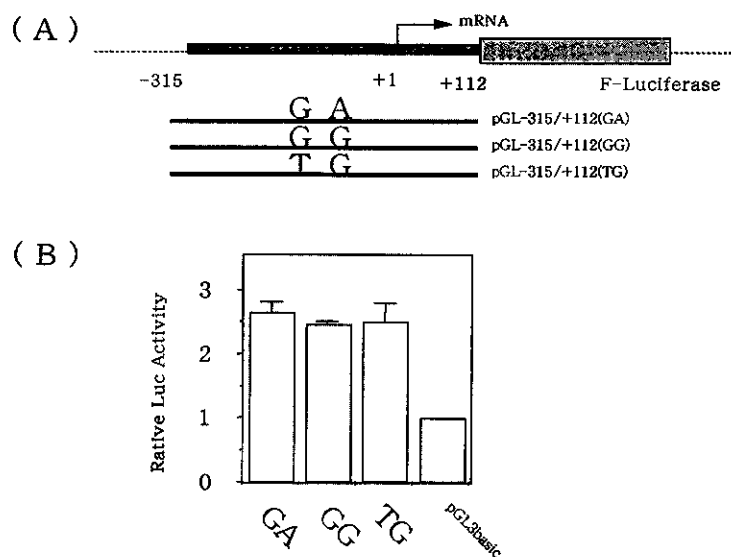 ( A )
mRNA
-315
+1
+112
F-Luciferase
G A
pGL-315/+112(GA)
G G
pGL-315/+112(GG)
T G
pGL-315/+112(TG)
( B )
Rative Luc Activity
3
2
1
0
GA
GG
TG
pGL3basic